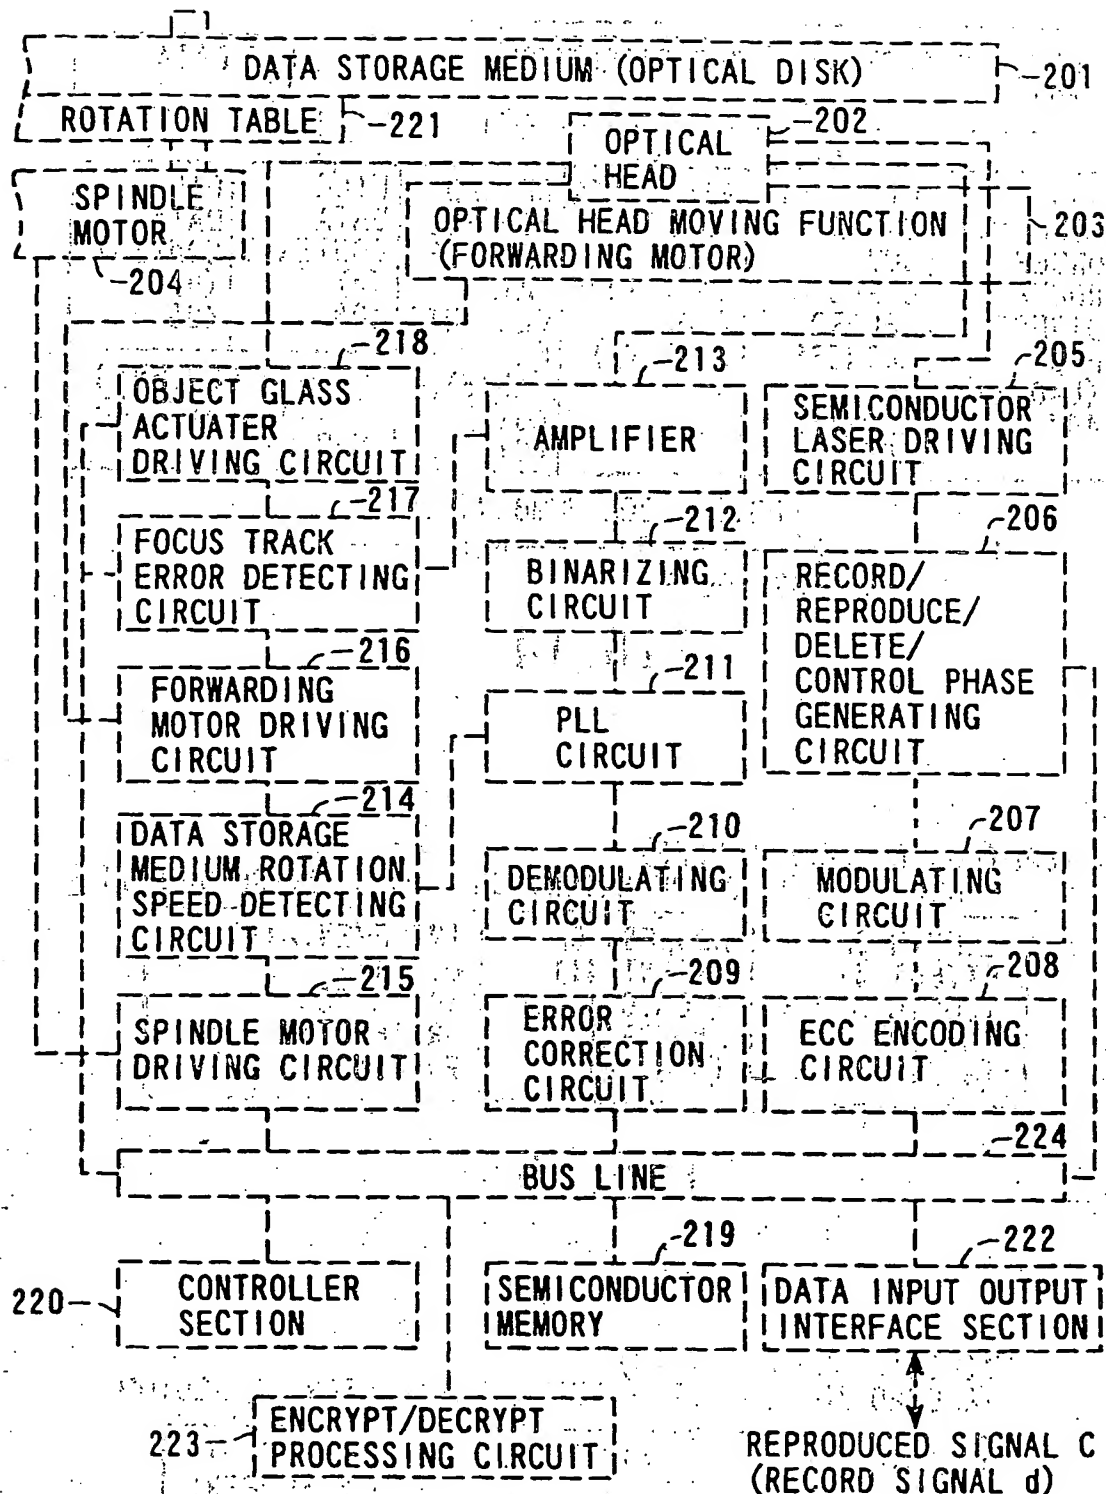 DATA STORAGE MEDIUM (OPTICAL DISK)
201
ROTATION TABLE
221
OPTICAL
HEAD
202
SPINDLE
MOTOR
204
OPTICAL HEAD MOVING FUNCTION
(FORWARDING MOTOR)
203
218
OBJECT GLASS
ACTUATER
DRIVING CIRCUIT
213
AMPLIFIER
205
SEMICONDUCTOR
LASER DRIVING
CIRCUIT
217
FOCUS TRACK
ERROR DETECTING
CIRCUIT
212
BINARIZING
CIRCUIT
206
RECORD/
REPRODUCE/
DELETE/
CONTROL PHASE
GENERATING
CIRCUIT
216
FORWARDING
MOTOR DRIVING
CIRCUIT
211
PLL
CIRCUIT
214
DATA STORAGE
MEDIUM ROTATION
SPEED DETECTING
CIRCUIT
210
DEMODULATING
CIRCUIT
207
MODULATING
CIRCUIT
215
SPINDLE MOTOR
DRIVING CIRCUIT
209
ERROR
CORRECTION
CIRCUIT
208
ECC ENCODING
CIRCUIT
224
BUS LINE
220
CONTROLLER
SECTION
219
SEMICONDUCTOR
MEMORY
222
DATA INPUT OUTPUT
INTERFACE SECTION
223
ENCRYPT/DECRYPT
PROCESSING CIRCUIT
REPRODUCED SIGNAL C
(RECORD SIGNAL d)